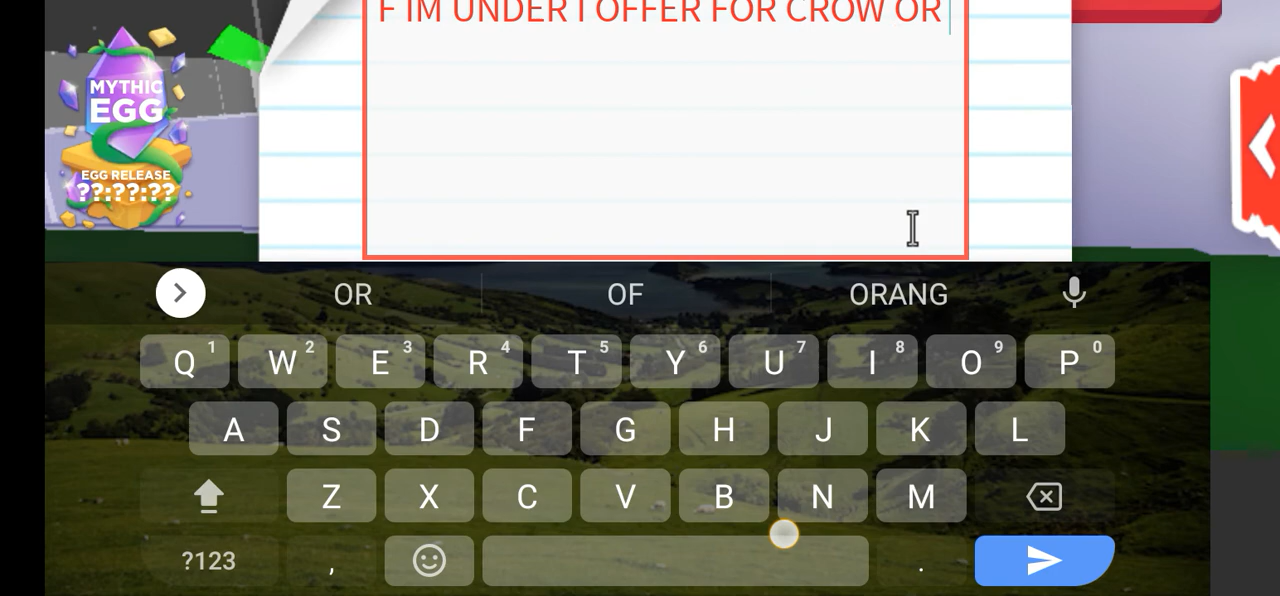 F IM UNDER I OFFER FOR CROW OR
MYTHIC
EGG
EGG RELEASE
??:??:??
OR OF ORANG
Q 1 W 2 E 3 R 4 T 5 Y 6 U 7 I 8 O 9 P 0
A S D F G H J K L
Z X C V B N M
?123 , .